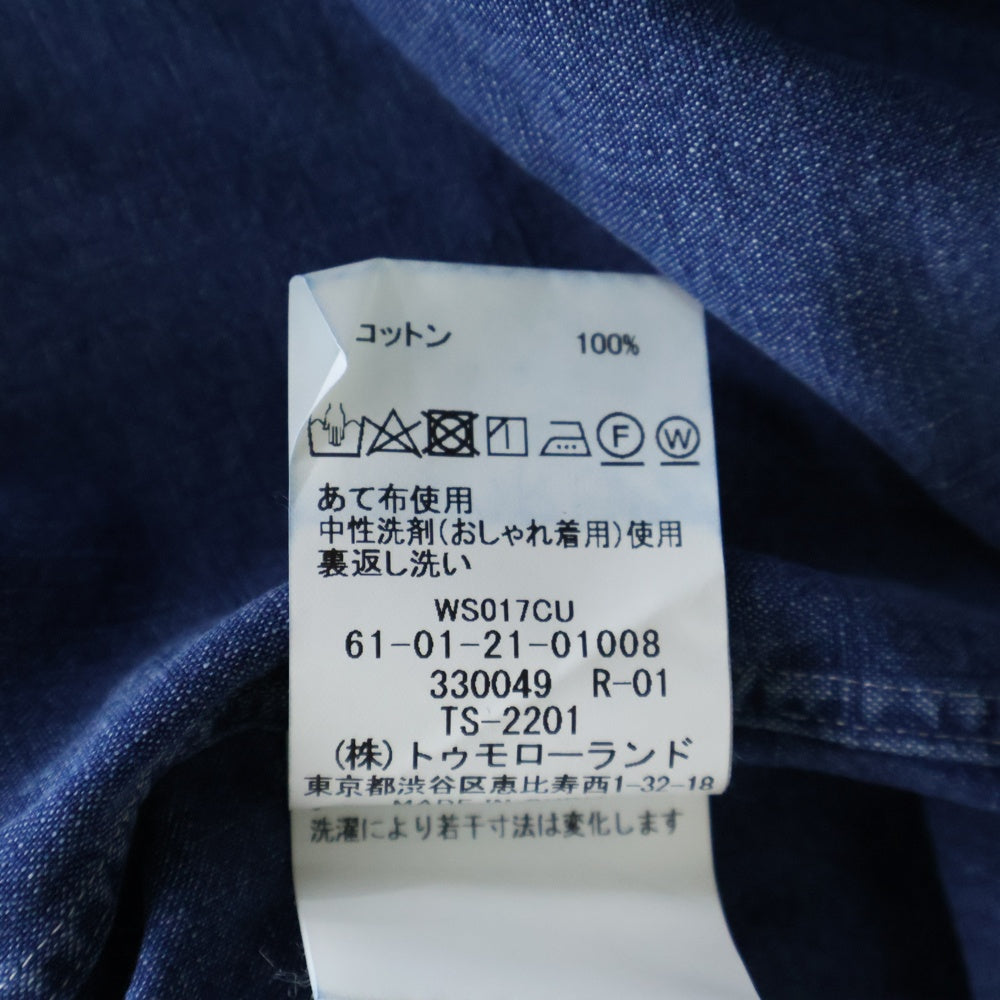 コットン 100%
F W
あて布使用
中性洗剤(おしゃれ着用)使用
裏返し洗い
WS017CU
61-01-21-01008
330049 R-01
TS-2201
(株)トゥモローランド
東京都渋谷区恵比寿西1-32-18
MADE IN
洗濯により若干寸法は変化します